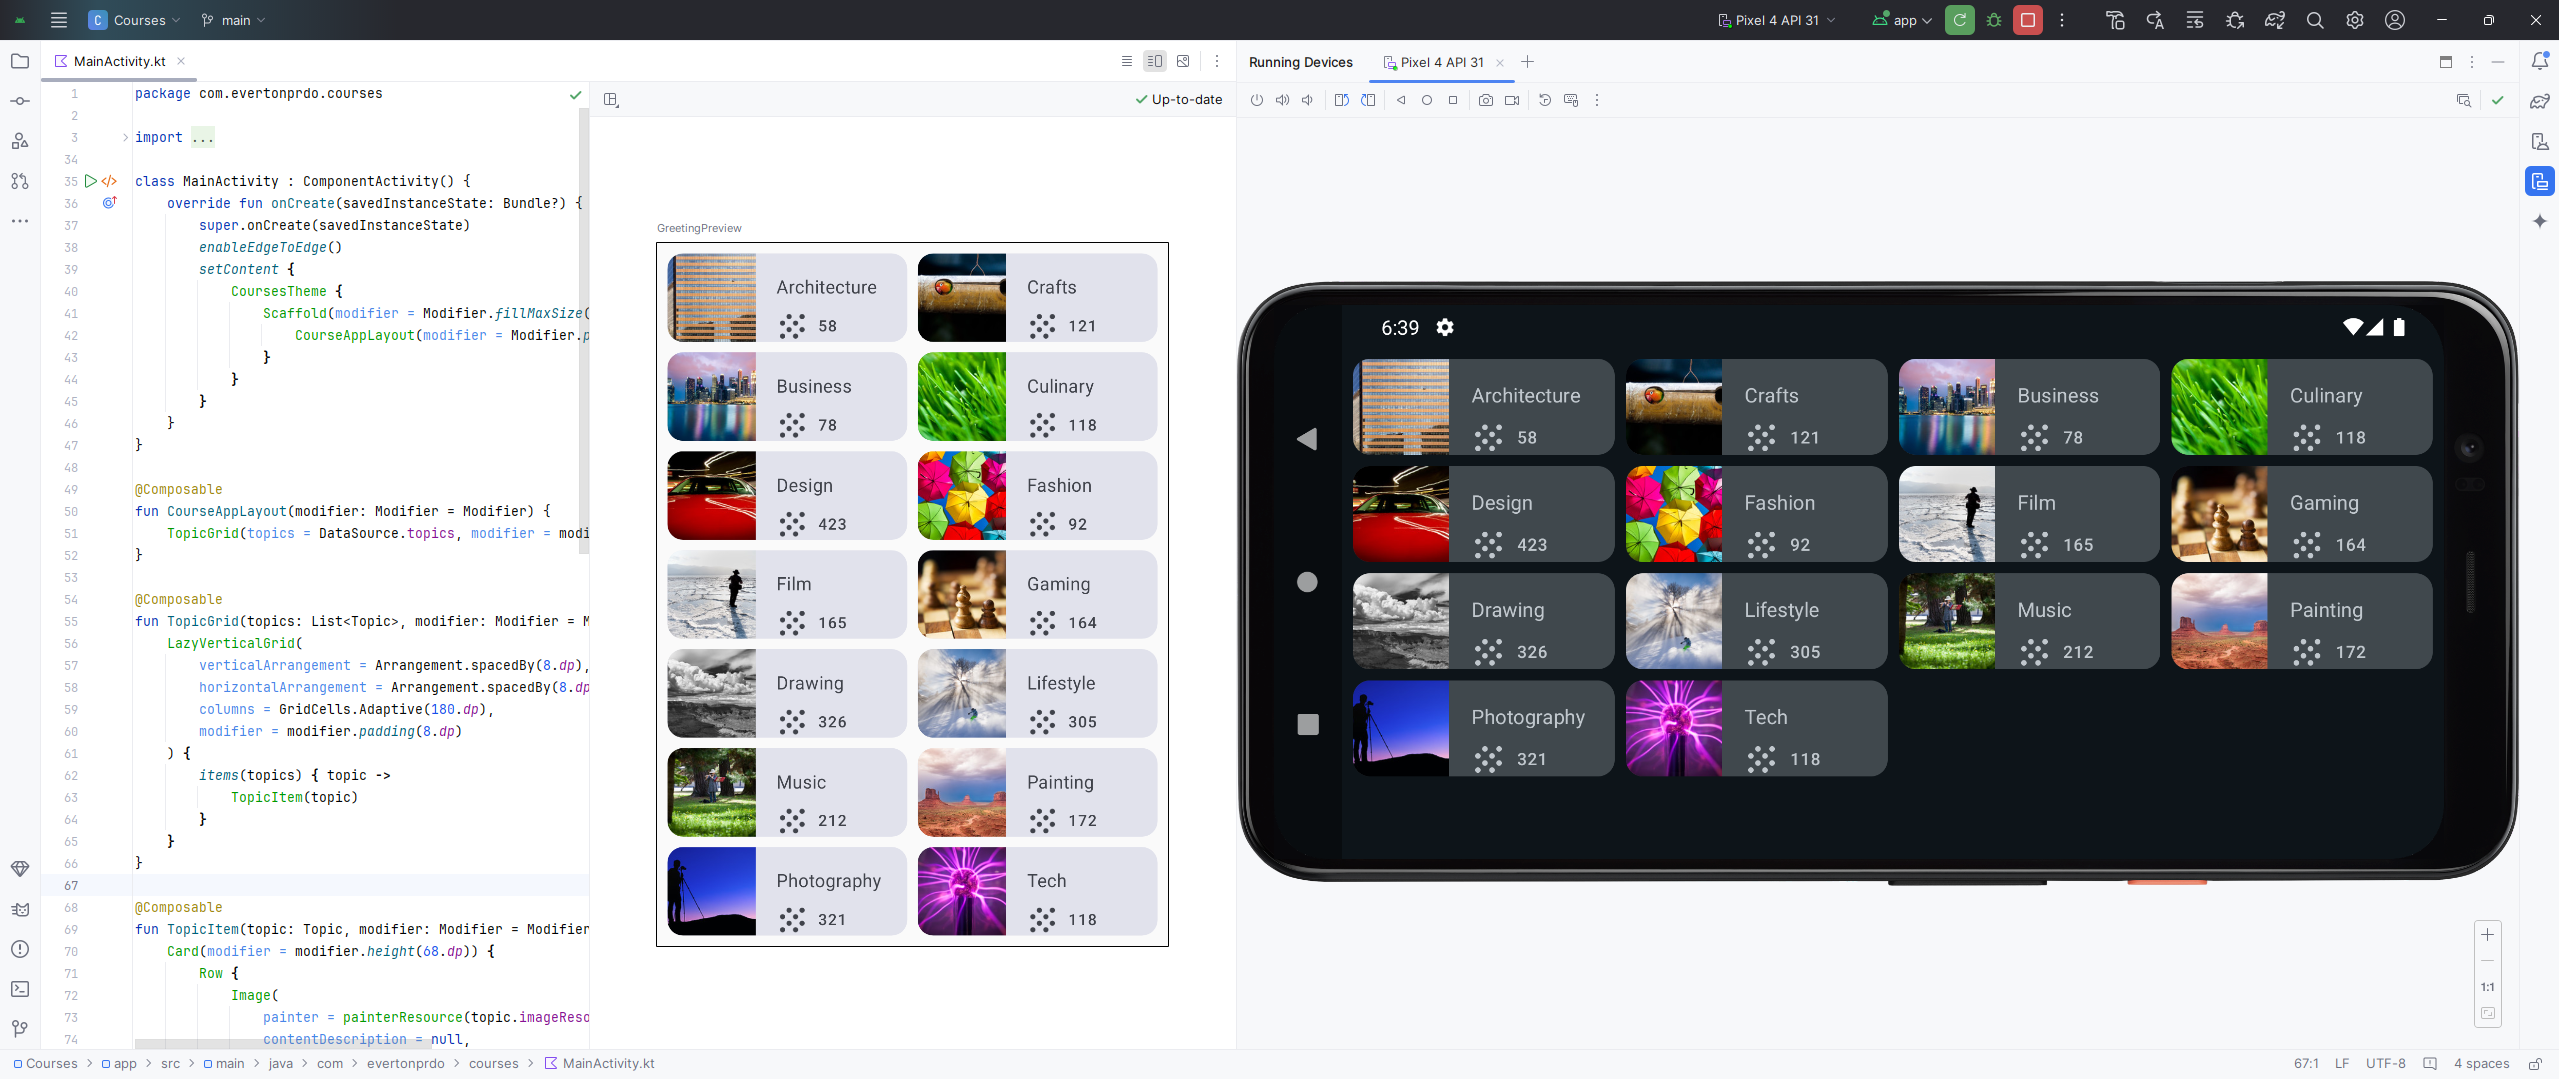 C Courses main Pixel 4 API 31 app
MainActivity.kt
Running Devices Pixel 4 API 31
Up-to-date
1 package com.evertonprdo.courses
2
3 import ...
34
35 class MainActivity : ComponentActivity() {
36 override fun onCreate(savedInstanceState: Bundle?) {
37 super.onCreate(savedInstanceState)
38 enableEdgeToEdge()
39 setContent {
40 CoursesTheme {
41 Scaffold(modifier = Modifier.fillMaxSize(
42 CourseAppLayout(modifier = Modifier.p
43 }
44 }
45 }
46 }
47 }
48
49 @Composable
50 fun CourseAppLayout(modifier: Modifier = Modifier) {
51 TopicGrid(topics = DataSource.topics, modifier = modi
52 }
53
54 @Composable
55 fun TopicGrid(topics: List<Topic>, modifier: Modifier = M
56 LazyVerticalGrid(
57 verticalArrangement = Arrangement.spacedBy(8.dp),
58 horizontalArrangement = Arrangement.spacedBy(8.dp
59 columns = GridCells.Adaptive(180.dp),
60 modifier = modifier.padding(8.dp)
61 ) {
62 items(topics) { topic ->
63 TopicItem(topic)
64 }
65 }
66 }
67
68 @Composable
69 fun TopicItem(topic: Topic, modifier: Modifier = Modifier
70 Card(modifier = modifier.height(68.dp)) {
71 Row {
72 Image(
73 painter = painterResource(topic.imageReso
74 contentDescription = null,
GreetingPreview
Architecture
58
Crafts
121
Business
78
Culinary
118
Design
423
Fashion
92
Film
165
Gaming
164
Drawing
326
Lifestyle
305
Music
212
Painting
172
Photography
321
Tech
118
6:39
Architecture
58
Crafts
121
Business
78
Culinary
118
Design
423
Fashion
92
Film
165
Gaming
164
Drawing
326
Lifestyle
305
Music
212
Painting
172
Photography
321
Tech
118
1:1
Courses > app > src > main > java > com > evertonprdo > courses > MainActivity.kt
67:1 LF UTF-8 4 spaces